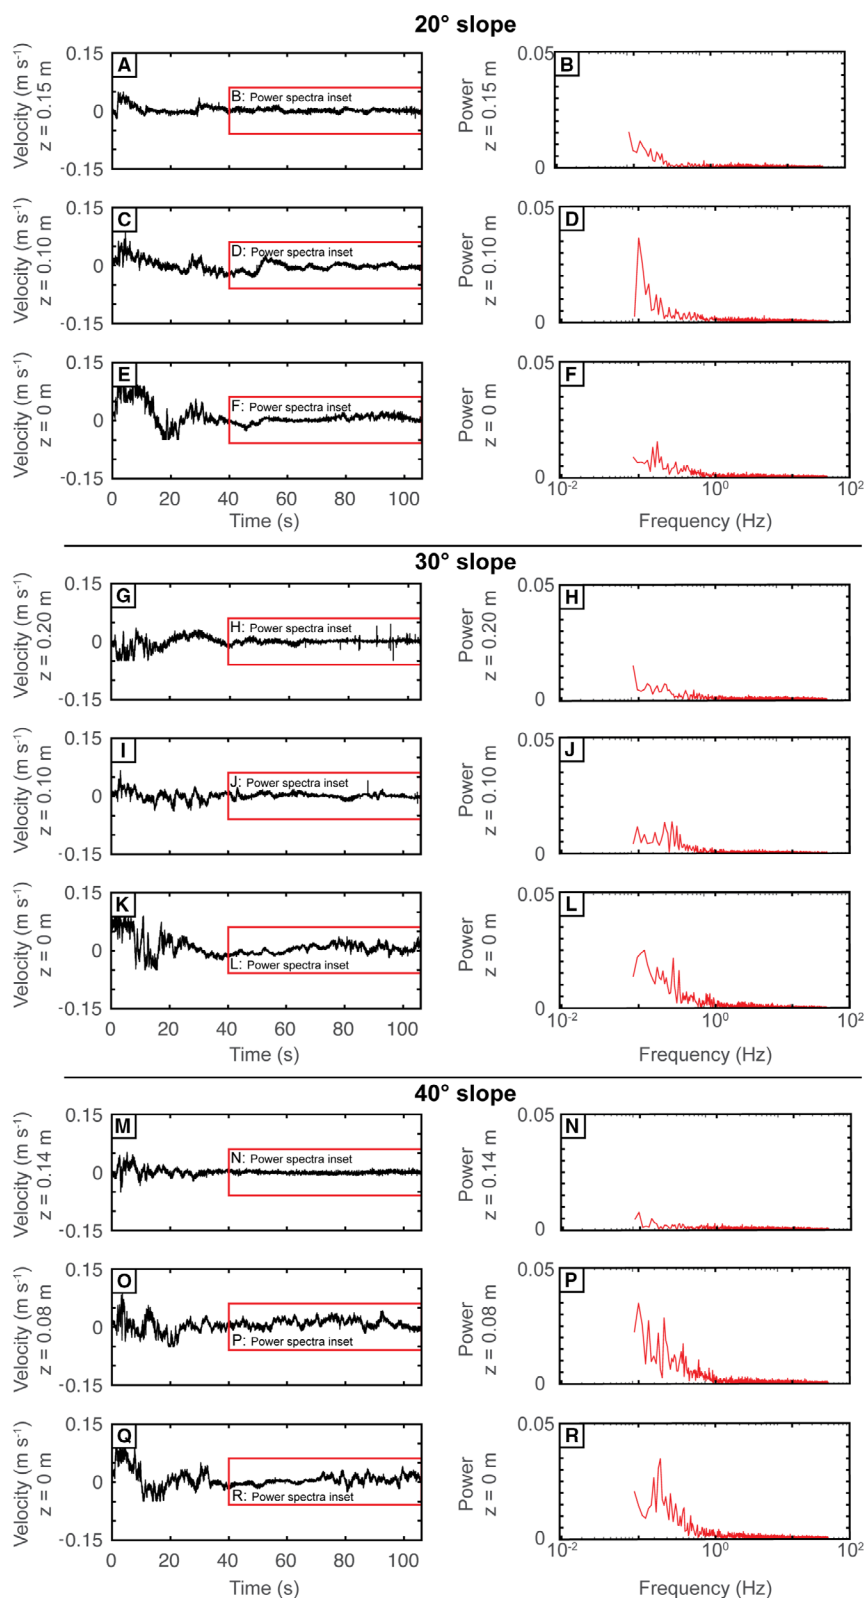 20° slope
Velocity (m s⁻¹)
z = 0.15 m
0.15
0
-0.15
A
B: Power spectra inset
Power
z = 0.15 m
0.05
0
B
Velocity (m s⁻¹)
z = 0.10 m
0.15
0
-0.15
C
D: Power spectra inset
Power
z = 0.10 m
0.05
0
D
Velocity (m s⁻¹)
z = 0 m
0.15
0
-0.15
E
F: Power spectra inset
0 20 40 60 80 100
Time (s)
Power
z = 0 m
0.05
0
F
10⁻² 10⁰ 10²
Frequency (Hz)
30° slope
Velocity (m s⁻¹)
z = 0.20 m
0.15
0
-0.15
G
H: Power spectra inset
Power
z = 0.20 m
0.05
0
H
Velocity (m s⁻¹)
z = 0.10 m
0.15
0
-0.15
I
J: Power spectra inset
Power
z = 0.10 m
0.05
0
J
Velocity (m s⁻¹)
z = 0 m
0.15
0
-0.15
K
L: Power spectra inset
0 20 40 60 80 100
Time (s)
Power
z = 0 m
0.05
0
L
10⁻² 10⁰ 10²
Frequency (Hz)
40° slope
Velocity (m s⁻¹)
z = 0.14 m
0.15
0
-0.15
M
N: Power spectra inset
Power
z = 0.14 m
0.05
0
N
Velocity (m s⁻¹)
z = 0.08 m
0.15
0
-0.15
O
P: Power spectra inset
Power
z = 0.08 m
0.05
0
P
Velocity (m s⁻¹)
z = 0 m
0.15
0
-0.15
Q
R: Power spectra inset
0 20 40 60 80 100
Time (s)
Power
z = 0 m
0.05
0
R
10⁻² 10⁰ 10²
Frequency (Hz)